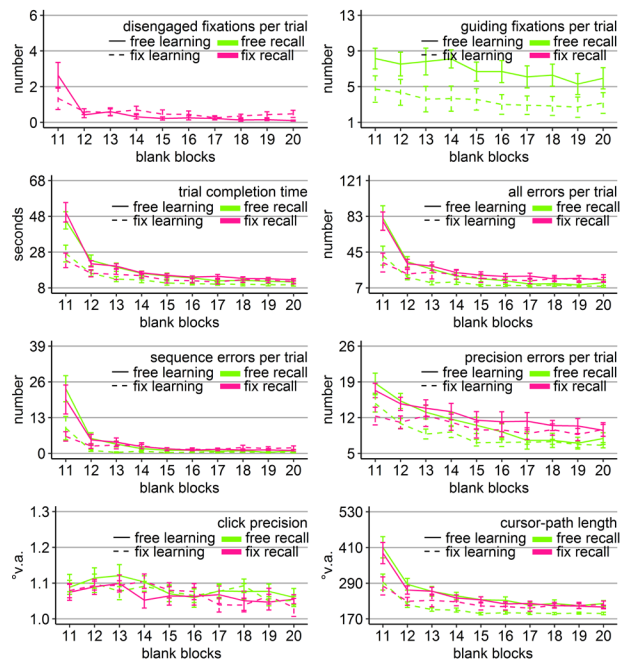 disengaged fixations per trial
free learning free recall
fix learning fix recall
number
6
4
2
0
11 12 13 14 15 16 17 18 19 20
blank blocks
guiding fixations per trial
free learning free recall
fix learning fix recall
number
13
9
5
1
11 12 13 14 15 16 17 18 19 20
blank blocks
trial completion time
free learning free recall
fix learning fix recall
seconds
68
48
28
8
11 12 13 14 15 16 17 18 19 20
blank blocks
all errors per trial
free learning free recall
fix learning fix recall
number
121
83
45
7
11 12 13 14 15 16 17 18 19 20
blank blocks
sequence errors per trial
free learning free recall
fix learning fix recall
number
39
26
13
0
11 12 13 14 15 16 17 18 19 20
blank blocks
precision errors per trial
free learning free recall
fix learning fix recall
number
26
19
12
5
11 12 13 14 15 16 17 18 19 20
blank blocks
click precision
free learning free recall
fix learning fix recall
°v.a.
1.3
1.2
1.1
1.0
11 12 13 14 15 16 17 18 19 20
blank blocks
cursor-path length
free learning free recall
fix learning fix recall
°v.a.
530
410
290
170
11 12 13 14 15 16 17 18 19 20
blank blocks